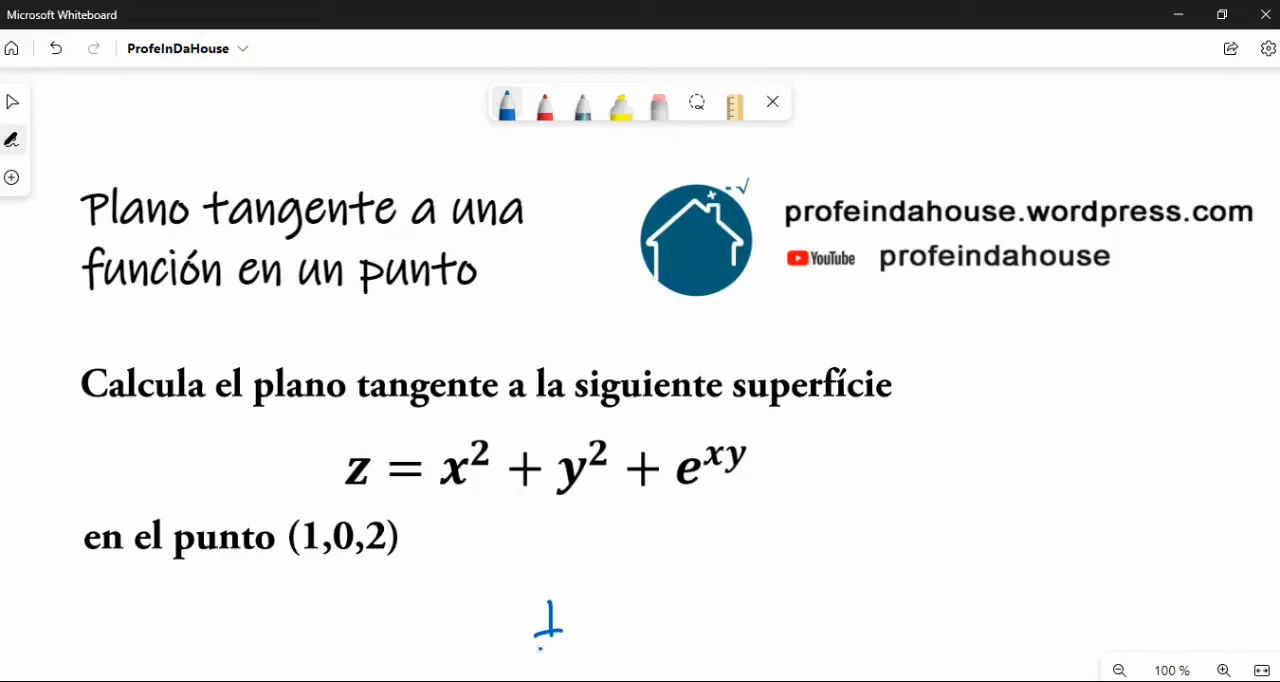 Microsoft Whiteboard
ProfeInDaHouse
Plano tangente a una
función en un punto
profeindahouse.wordpress.com
YouTube profeindahouse
Calcula el plano tangente a la siguiente superfície
z = x² + y² + eˣʸ
en el punto (1,0,2)
100 %